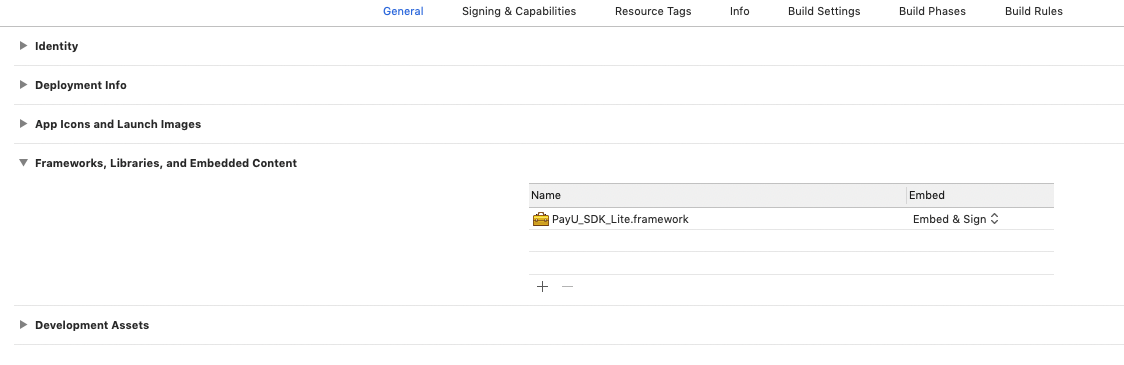 General Signing & Capabilities Resource Tags Info Build Settings Build Phases Build Rules
Identity
Deployment Info
App Icons and Launch Images
Frameworks, Libraries, and Embedded Content
Name Embed
PayU_SDK_Lite.framework Embed & Sign
Development Assets